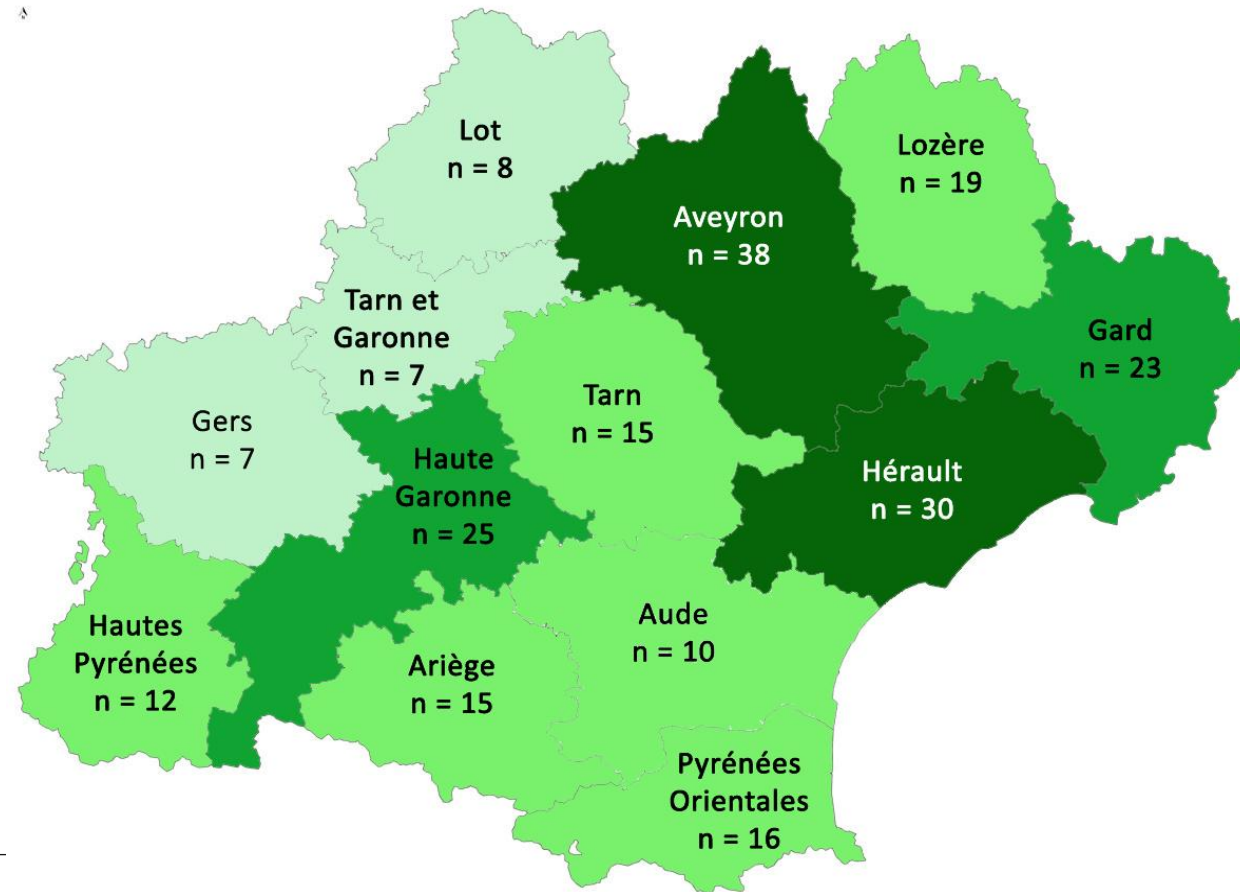 Lot
n = 8
Lozère
n = 19
Aveyron
n = 38
Tarn et
Garonne
n = 7
Gard
n = 23
Tarn
n = 15
Gers
n = 7
Haute
Garonne
n = 25
Hérault
n = 30
Hautes
Pyrénées
n = 12
Ariège
n = 15
Aude
n = 10
Pyrénées
Orientales
n = 16